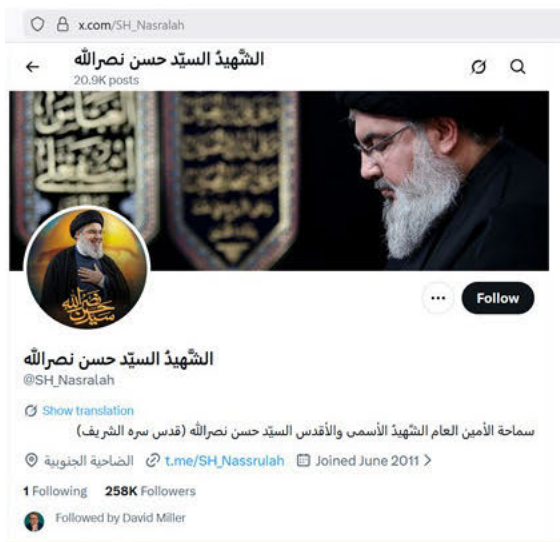 x.com/SH_Nasralah
الشَّهيدُ السيّد حسن نصرالله
20.9K posts
Follow
الشَّهيدُ السيّد حسن نصرالله
@SH_Nasralah
Show translation
سماحة الأمين العام الشَّهيدُ الأسمى والأقدس السيّد حسن نصرالله (قدس سره الشريف)
الضاحية الجنوبية t.me/SH_Nassrulah Joined June 2011
1 Following 258K Followers
Followed by David Miller